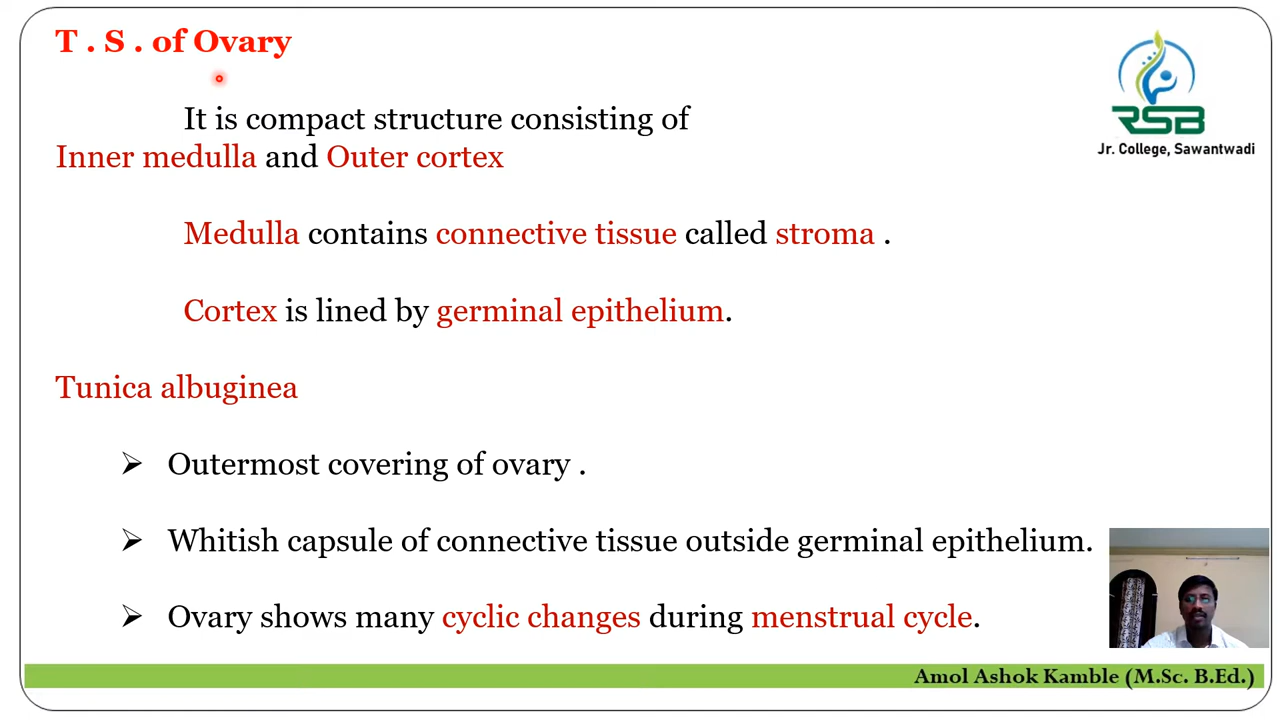 T . S . of Ovary
It is compact structure consisting of
Inner medulla and Outer cortex
Medulla contains connective tissue called stroma .
Cortex is lined by germinal epithelium.
Tunica albuginea
➢ Outermost covering of ovary .
➢ Whitish capsule of connective tissue outside germinal epithelium.
➢ Ovary shows many cyclic changes during menstrual cycle.
RSB
Jr. College, Sawantwadi
Amol Ashok Kamble (M.Sc. B.Ed.)